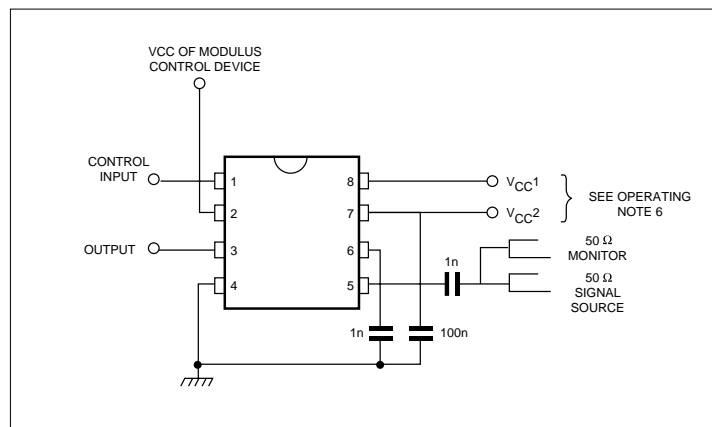 VCC OF MODULUS
CONTROL DEVICE
CONTROL
INPUT
OUTPUT
1
2
3
4
8
7
6
5
VCC1
VCC2
SEE OPERATING
NOTE 6
1n
50 Ω
MONITOR
50 Ω
SIGNAL
SOURCE
1n
100n